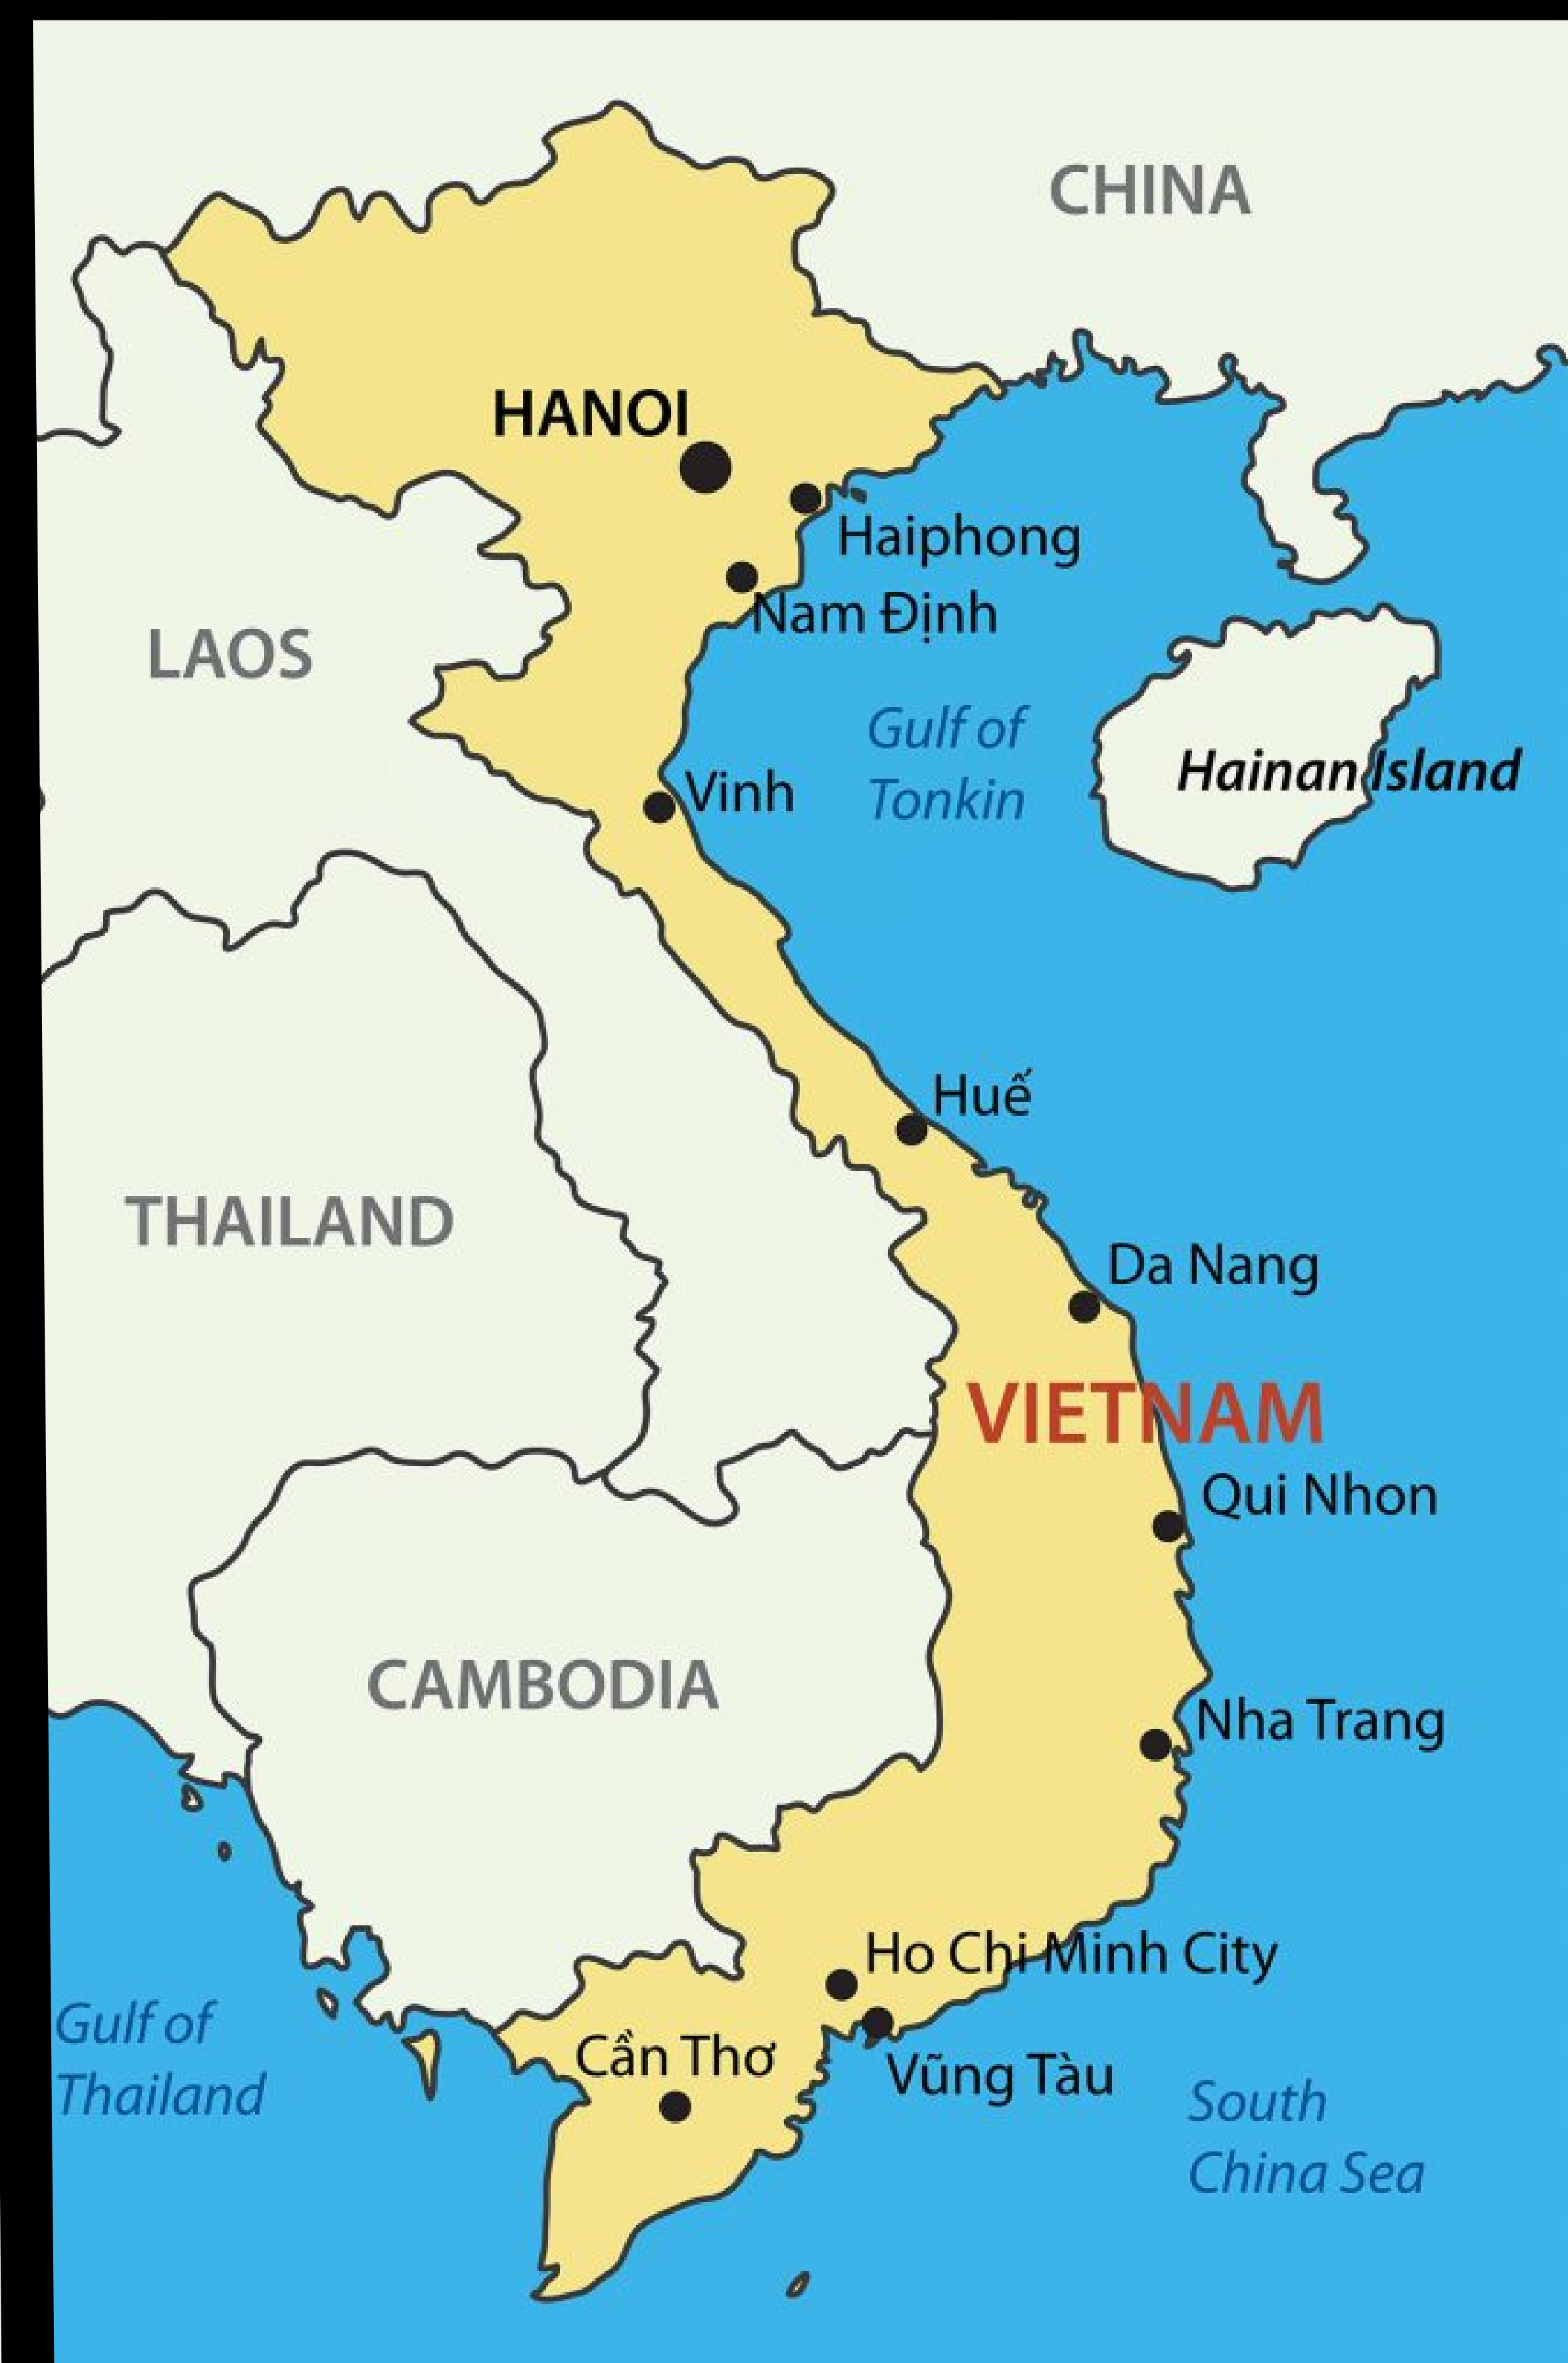 CHINA
HANOI
Haiphong
Nam Định
LAOS
Gulf of
Tonkin
Hainan Island
Vinh
Huế
THAILAND
Da Nang
VIETNAM
Qui Nhon
CAMBODIA
Nha Trang
Ho Chi Minh City
Gulf of
Thailand
Cần Thơ
Vũng Tàu
South
China Sea